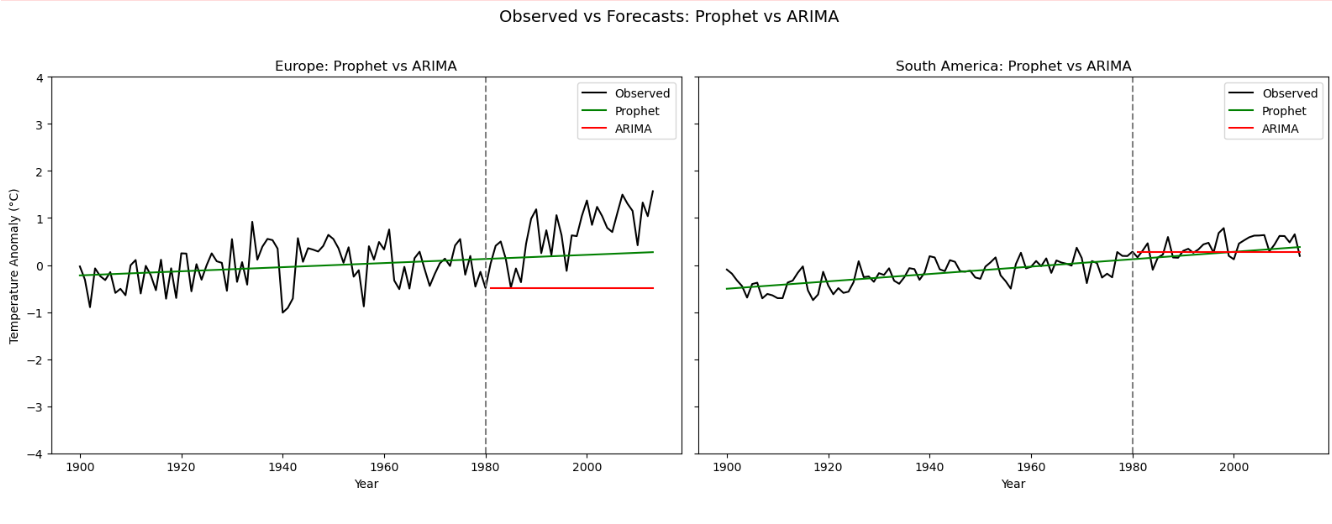 Observed vs Forecasts: Prophet vs ARIMA
Europe: Prophet vs ARIMA
Temperature Anomaly (°C)
4
3
2
1
0
−1
−2
−3
−4
Observed
Prophet
ARIMA
1900 1920 1940 1960 1980 2000
Year
South America: Prophet vs ARIMA
Observed
Prophet
ARIMA
1900 1920 1940 1960 1980 2000
Year